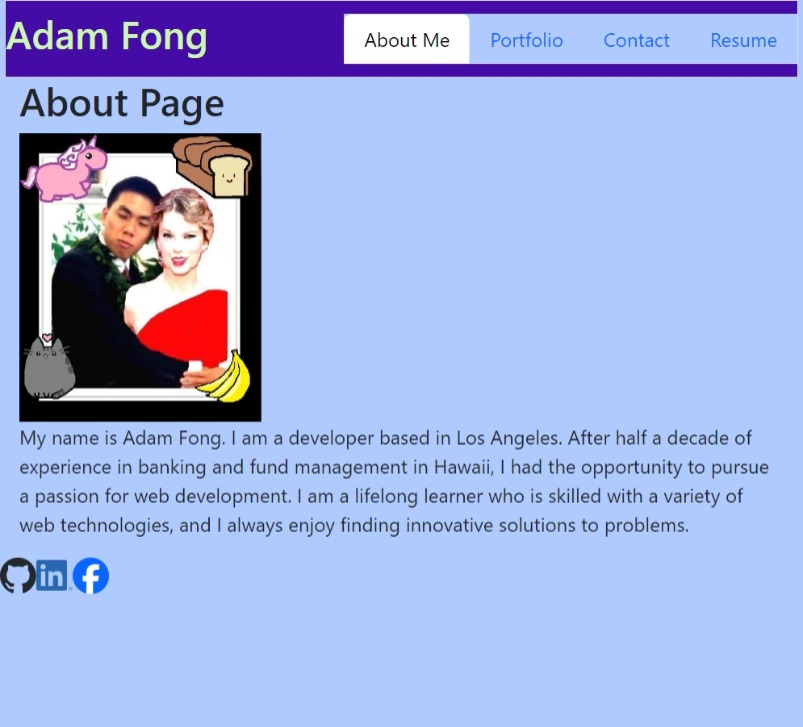 Adam Fong
About Me Portfolio Contact Resume
About Page
My name is Adam Fong. I am a developer based in Los Angeles. After half a decade of
experience in banking and fund management in Hawaii, I had the opportunity to pursue
a passion for web development. I am a lifelong learner who is skilled with a variety of
web technologies, and I always enjoy finding innovative solutions to problems.
in